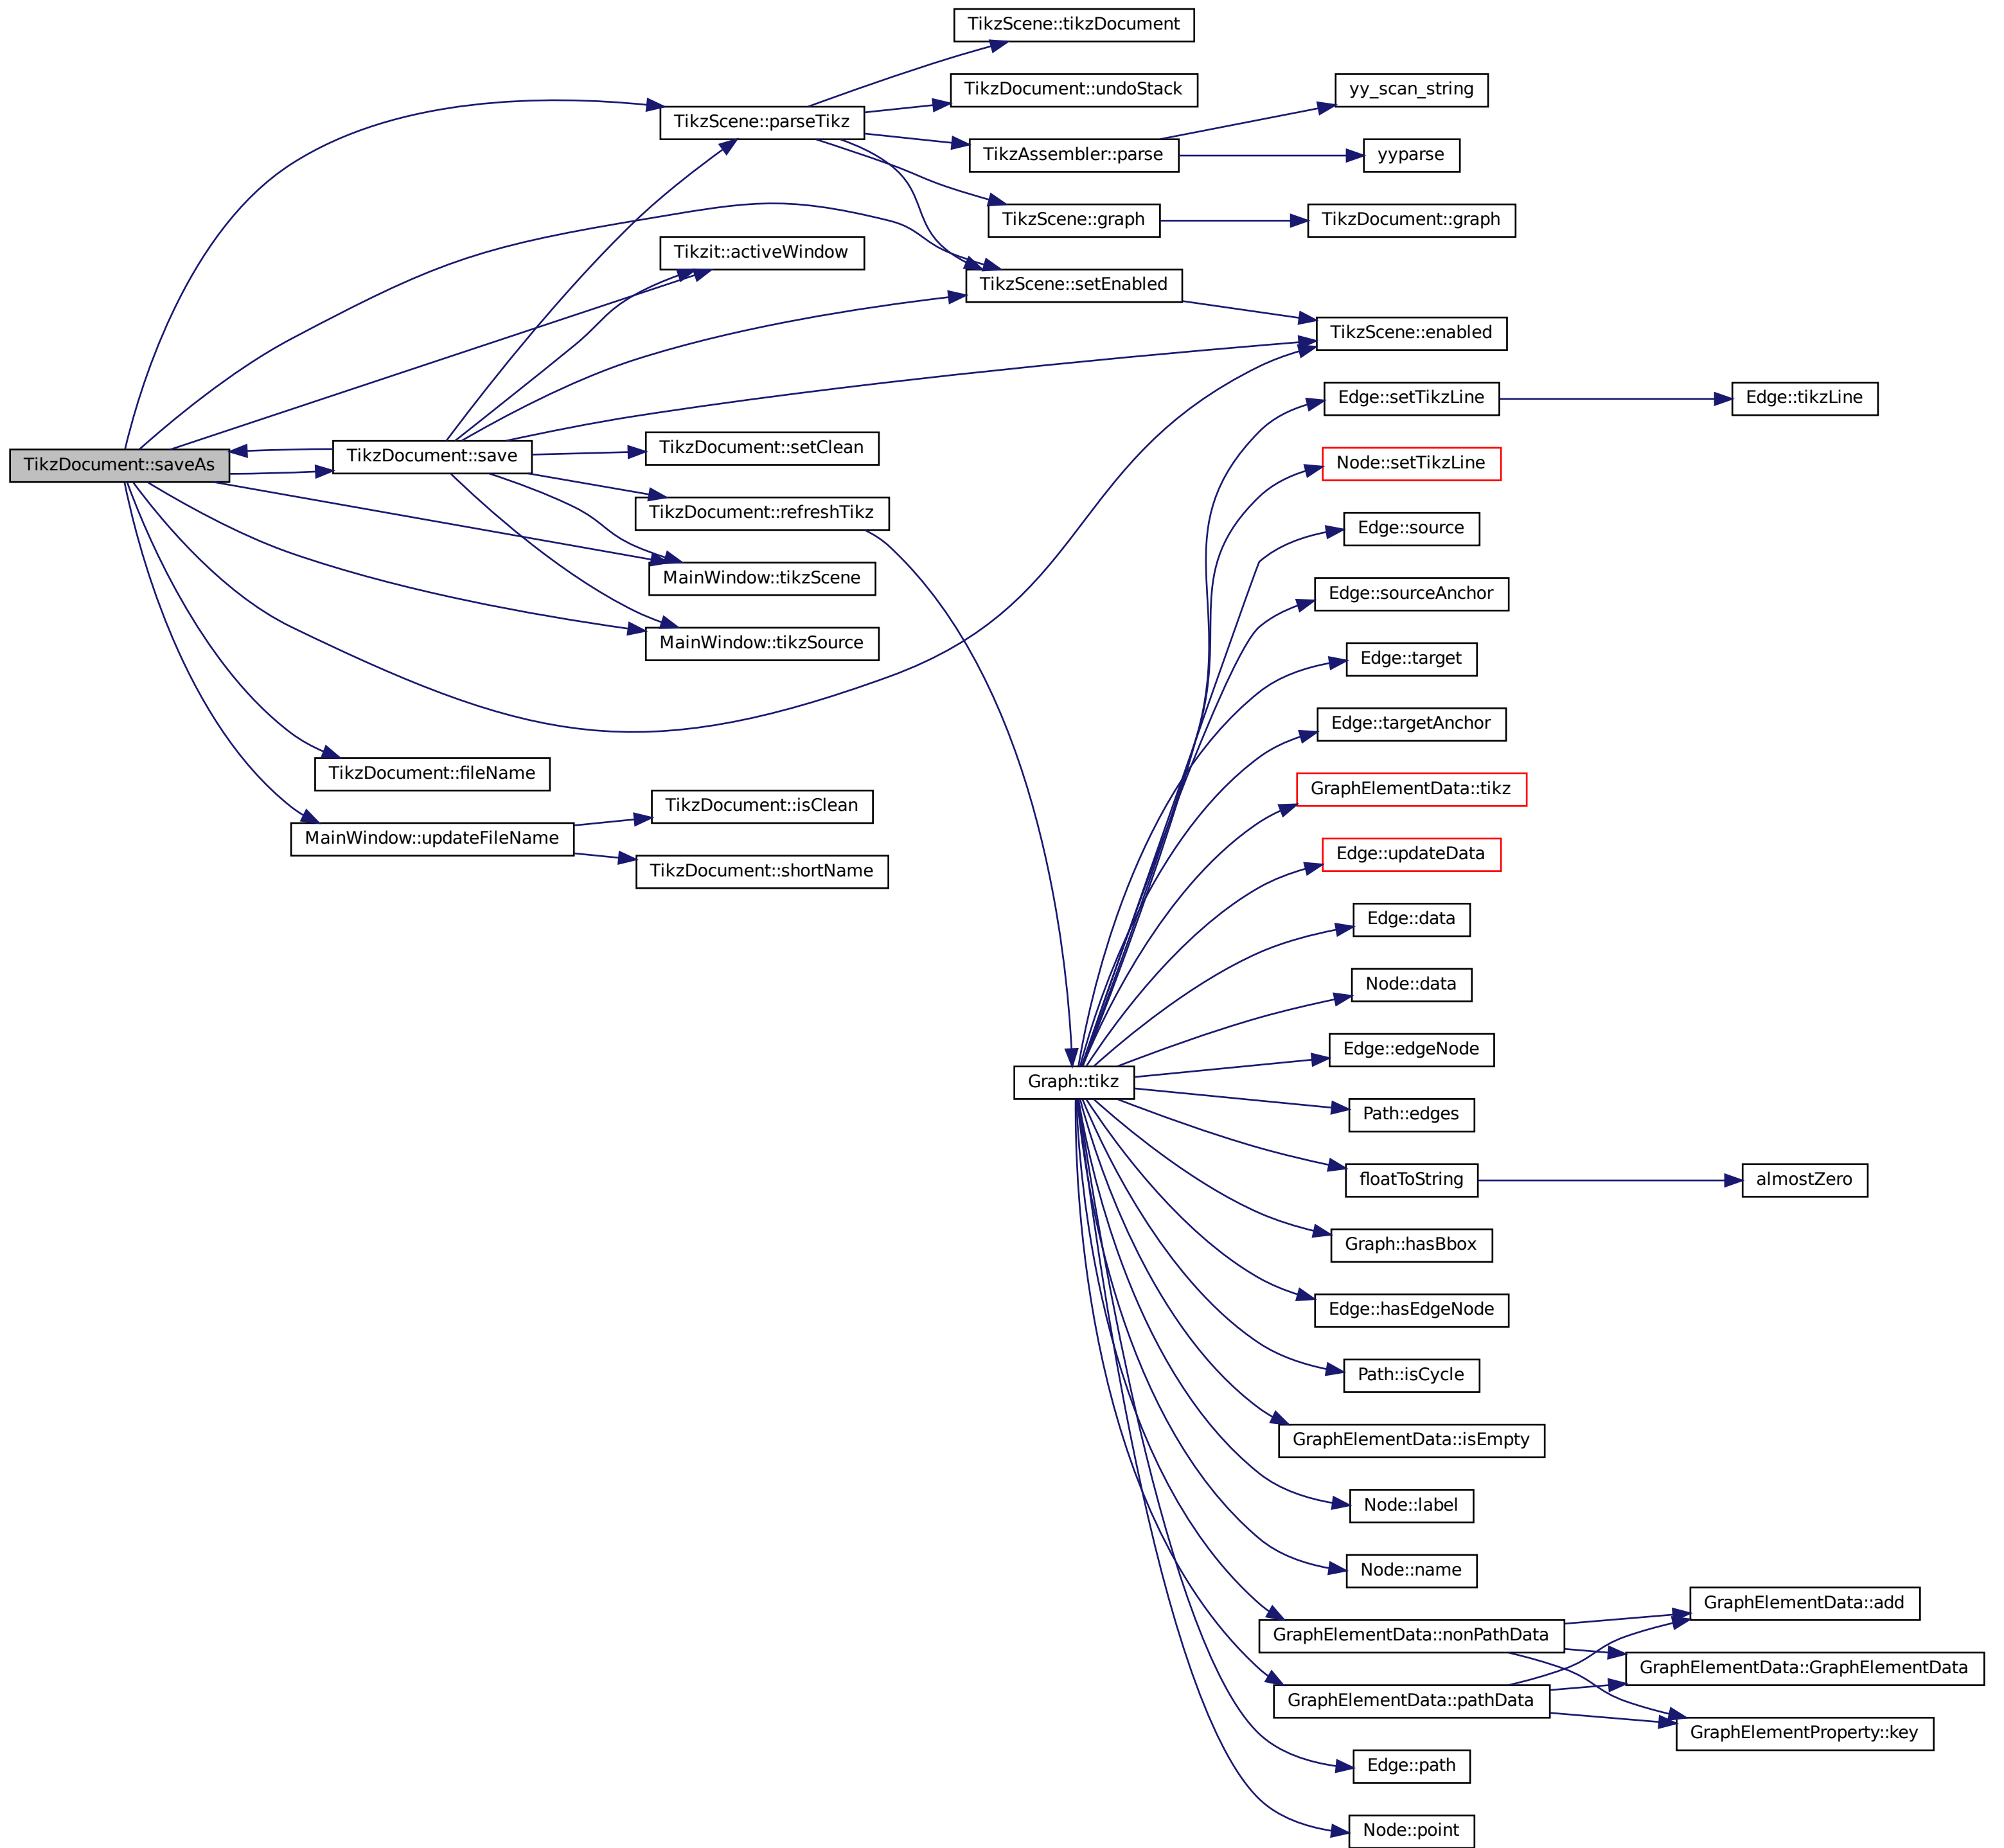 TikzScene::tikzDocument
TikzDocument::undoStack
yy_scan_string
TikzScene::parseTikz
TikzAssembler::parse
yyparse
TikzScene::graph
TikzDocument::graph
Tikzit::activeWindow
TikzScene::setEnabled
TikzScene::enabled
Edge::setTikzLine
Edge::tikzLine
TikzDocument::saveAs
TikzDocument::save
TikzDocument::setClean
Node::setTikzLine
TikzDocument::refreshTikz
Edge::source
MainWindow::tikzScene
Edge::sourceAnchor
MainWindow::tikzSource
Edge::target
Edge::targetAnchor
TikzDocument::fileName
GraphElementData::tikz
TikzDocument::isClean
MainWindow::updateFileName
Edge::updateData
TikzDocument::shortName
Edge::data
Node::data
Edge::edgeNode
Graph::tikz
Path::edges
floatToString
almostZero
Graph::hasBbox
Edge::hasEdgeNode
Path::isCycle
GraphElementData::isEmpty
Node::label
Node::name
GraphElementData::add
GraphElementData::nonPathData
GraphElementData::GraphElementData
GraphElementData::pathData
GraphElementProperty::key
Edge::path
Node::point